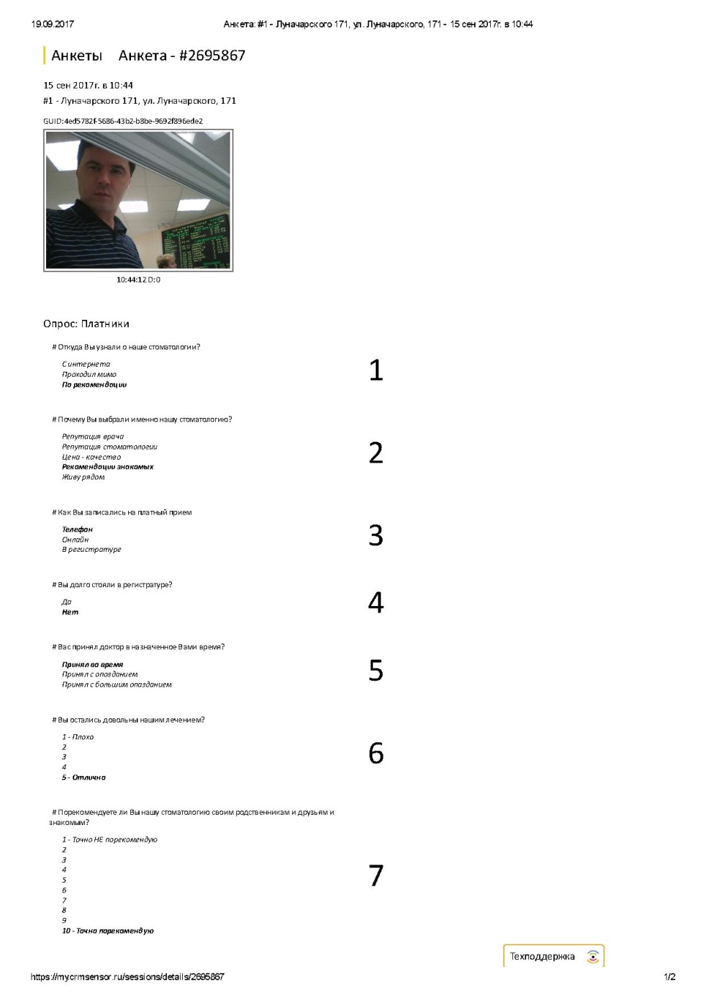 19.09.2017
Анкета: #1 - Луначарского 171, ул. Луначарского, 171 - 15 сен 2017г. в 10:44
Анкеты Анкета - #2695867
15 сен 2017г. в 10:44
#1 - Луначарского 171, ул. Луначарского, 171
GUID:4ed5782f-5686-43b2-b8be-9692f896ede2
10:44:12 D:0
Опрос: Платники
# Откуда Вы узнали о наше стоматологии?
С интернета
Проходил мимо
По рекомендации
1
# Почему Вы выбрали именно нашу стоматологию?
Репутация врача
Репутация стоматологии
Цена - качество
Рекомендации знакомых
Живу рядом
2
# Как Вы записались на платный прием
Телефон
Онлайн
В регистратуре
3
# Вы долго стояли в регистратуре?
Да
Нет
4
# Вас принял доктор в назначенное Вами время?
Принял во время
Принял с опозданием
Принял с большим опазданием
5
# Вы остались довольны нашим лечением?
1 - Плохо
2
3
4
5 - Отлично
6
# Порекомендуете ли Вы нашу стоматологию своим родственникам и друзьям и
знакомым?
1 - Точно НЕ порекомендую
2
3
4
5
6
7
8
9
10 - Точно порекомендую
7
Техподдержка
https://my.crmsensor.ru/sessions/details/2695867
1/2